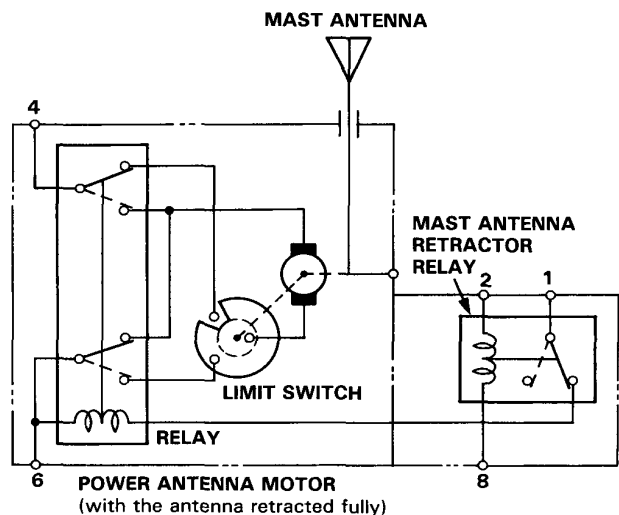 MAST ANTENNA
4
MAST ANTENNA
RETRACTOR
RELAY
2
1
LIMIT SWITCH
RELAY
6
POWER ANTENNA MOTOR
(with the antenna retracted fully)
8